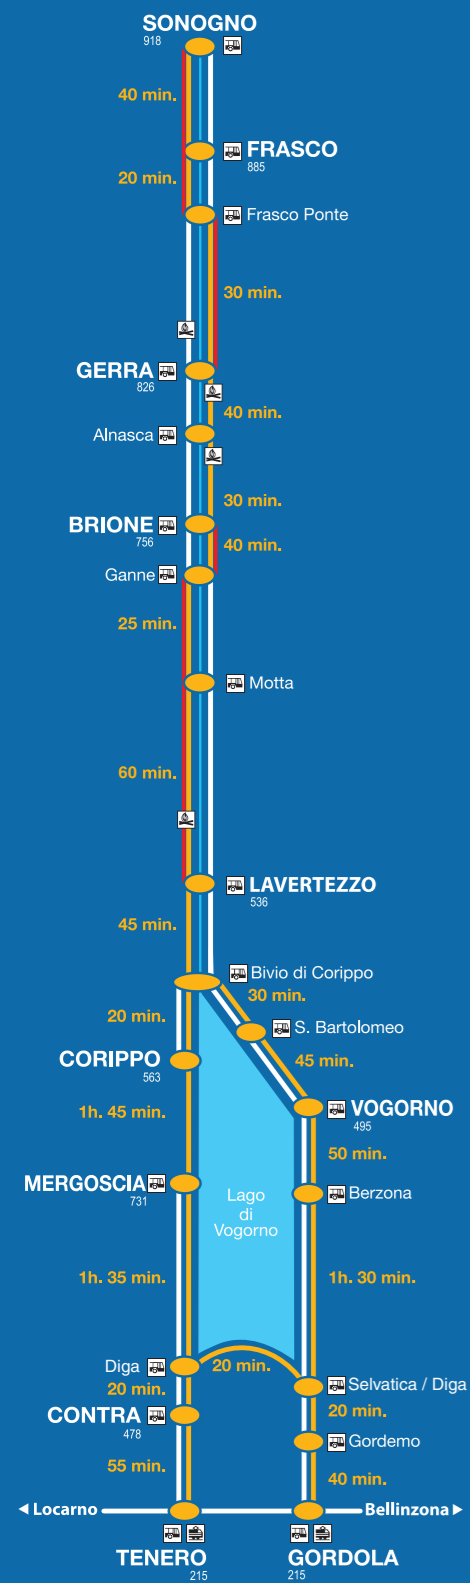 SONOGNO
918
40 min.
FRASCO
885
20 min.
Frasco Ponte
30 min.
GERRA
826
40 min.
Alnasca
30 min.
BRIONE
756
40 min.
Ganne
25 min.
Motta
60 min.
LAVERTEZZO
536
45 min.
Bivio di Corippo
30 min.
20 min.
S. Bartolomeo
CORIPPO
563
45 min.
1h. 45 min.
VOGORNO
495
50 min.
MERGOSCIA
731
Berzona
Lago
di
Vogorno
1h. 35 min.
1h. 30 min.
Diga
20 min.
20 min.
Selvatica / Diga
CONTRA
478
20 min.
Gordemo
55 min.
40 min.
Locarno
Bellinzona
TENERO
215
GORDOLA
215